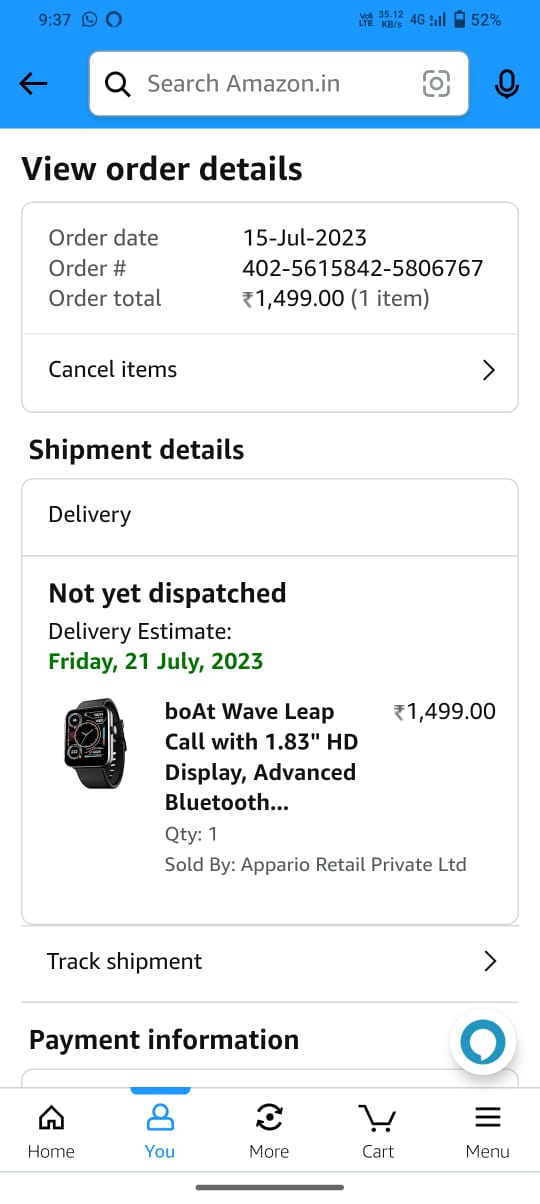 9:37
Vo)) LTE 35.12 KB/s 4G 52%
Search Amazon.in
View order details
Order date 15-Jul-2023
Order # 402-5615842-5806767
Order total ₹1,499.00 (1 item)
Cancel items
Shipment details
Delivery
Not yet dispatched
Delivery Estimate:
Friday, 21 July, 2023
boAt Wave Leap ₹1,499.00
Call with 1.83" HD
Display, Advanced
Bluetooth...
Qty: 1
Sold By: Appario Retail Private Ltd
Track shipment
Payment information
Home You More Cart Menu